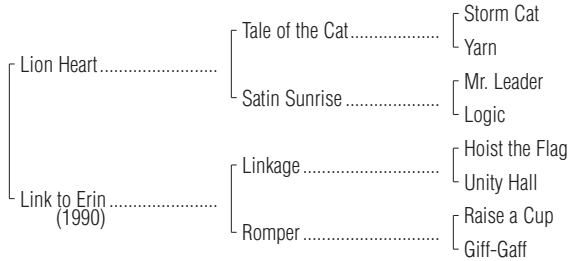 Storm Cat
Tale of the Cat....................
Yarn
Lion Heart..........................
Mr. Leader
Satin Sunrise.....................
Logic
Hoist the Flag
Linkage..............................
Unity Hall
Link to Erin........................
(1990)
Raise a Cup
Romper..............................
Giff-Gaff